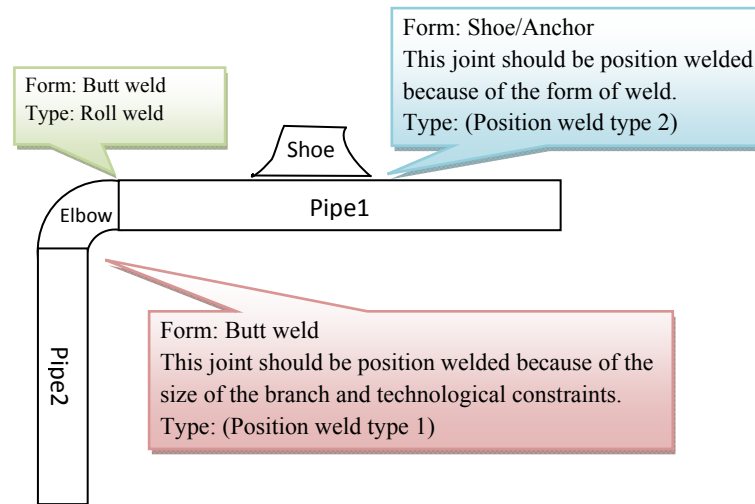 Form: Shoe/Anchor
This joint should be position welded
because of the form of weld.
Type: (Position weld type 2)
Form: Butt weld
Type: Roll weld
Shoe
Elbow
Pipe1
Pipe2
Form: Butt weld
This joint should be position welded because of the
size of the branch and technological constraints.
Type: (Position weld type 1)